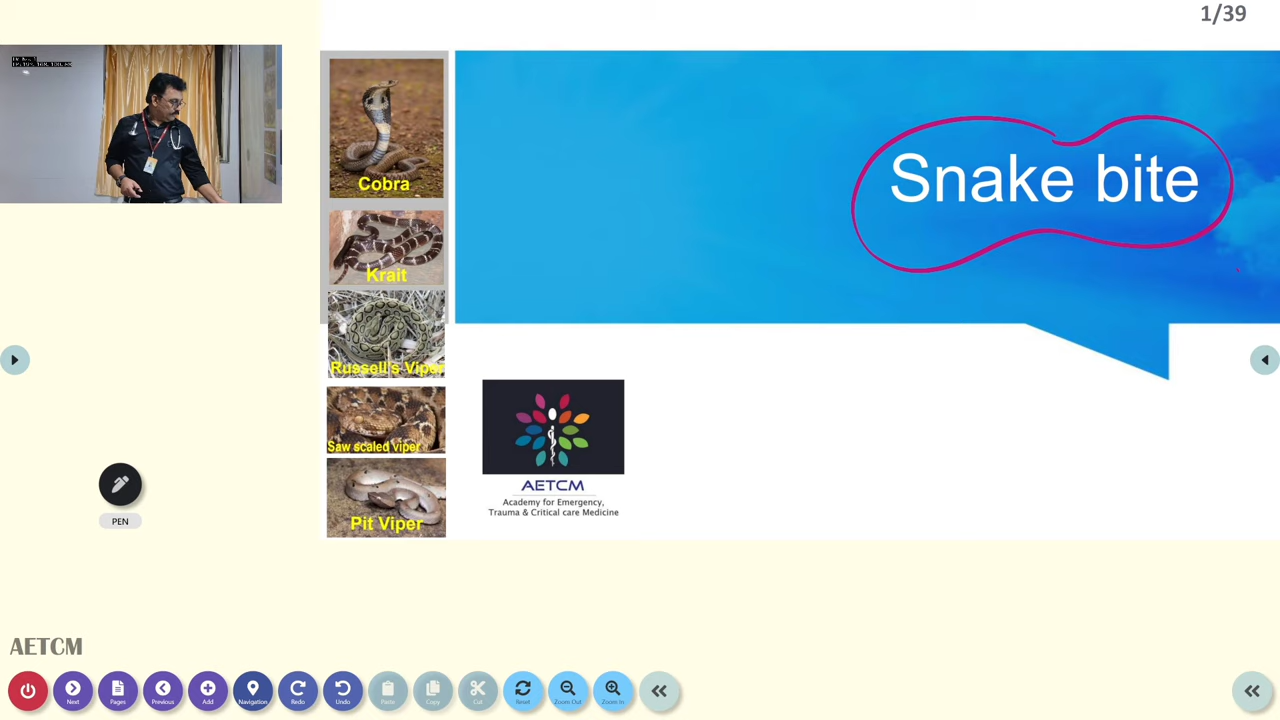 1/39
Snake bite
Cobra
Krait
Russell's Viper
Saw scaled viper
Pit Viper
AETCM
Academy for Emergency,
Trauma & Critical care Medicine
PEN
AETCM
Next
Pages
Previous
Add
Navigation
Redo
Undo
Paste
Copy
Cut
Reset
Zoom Out
Zoom In